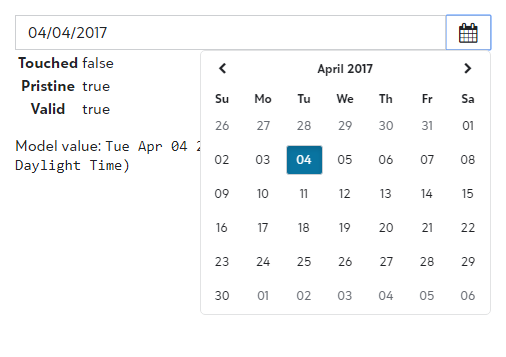 04/04/2017
Touched false
Pristine true
Valid true
Model value: Tue Apr 04
Daylight Time)
April 2017
Su Mo Tu We Th Fr Sa
26 27 28 29 30 31 01
02 03 04 05 06 07 08
09 10 11 12 13 14 15
16 17 18 19 20 21 22
23 24 25 26 27 28 29
30 01 02 03 04 05 06